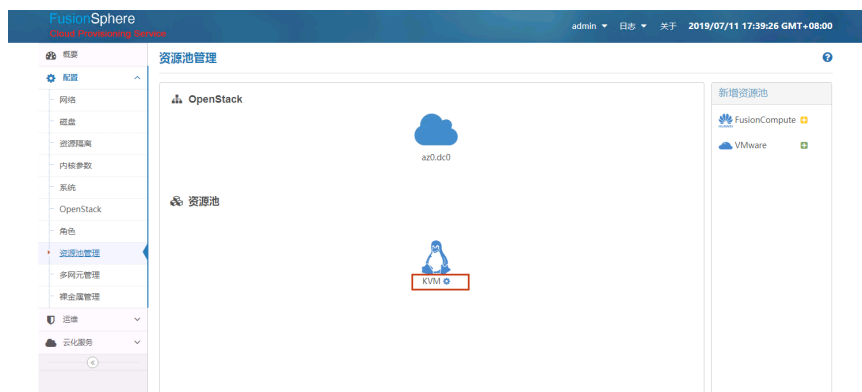 FusionSphere
Cloud Provisioning Service
admin 日志 关于 2019/07/11 17:39:26 GMT+08:00
概要
配置
网络
磁盘
资源隔离
内核参数
系统
OpenStack
角色
资源池管理
多网元管理
裸金属管理
运维
云化服务
资源池管理
OpenStack
az0.dc0
资源池
KVM
新增资源池
FusionCompute
VMware